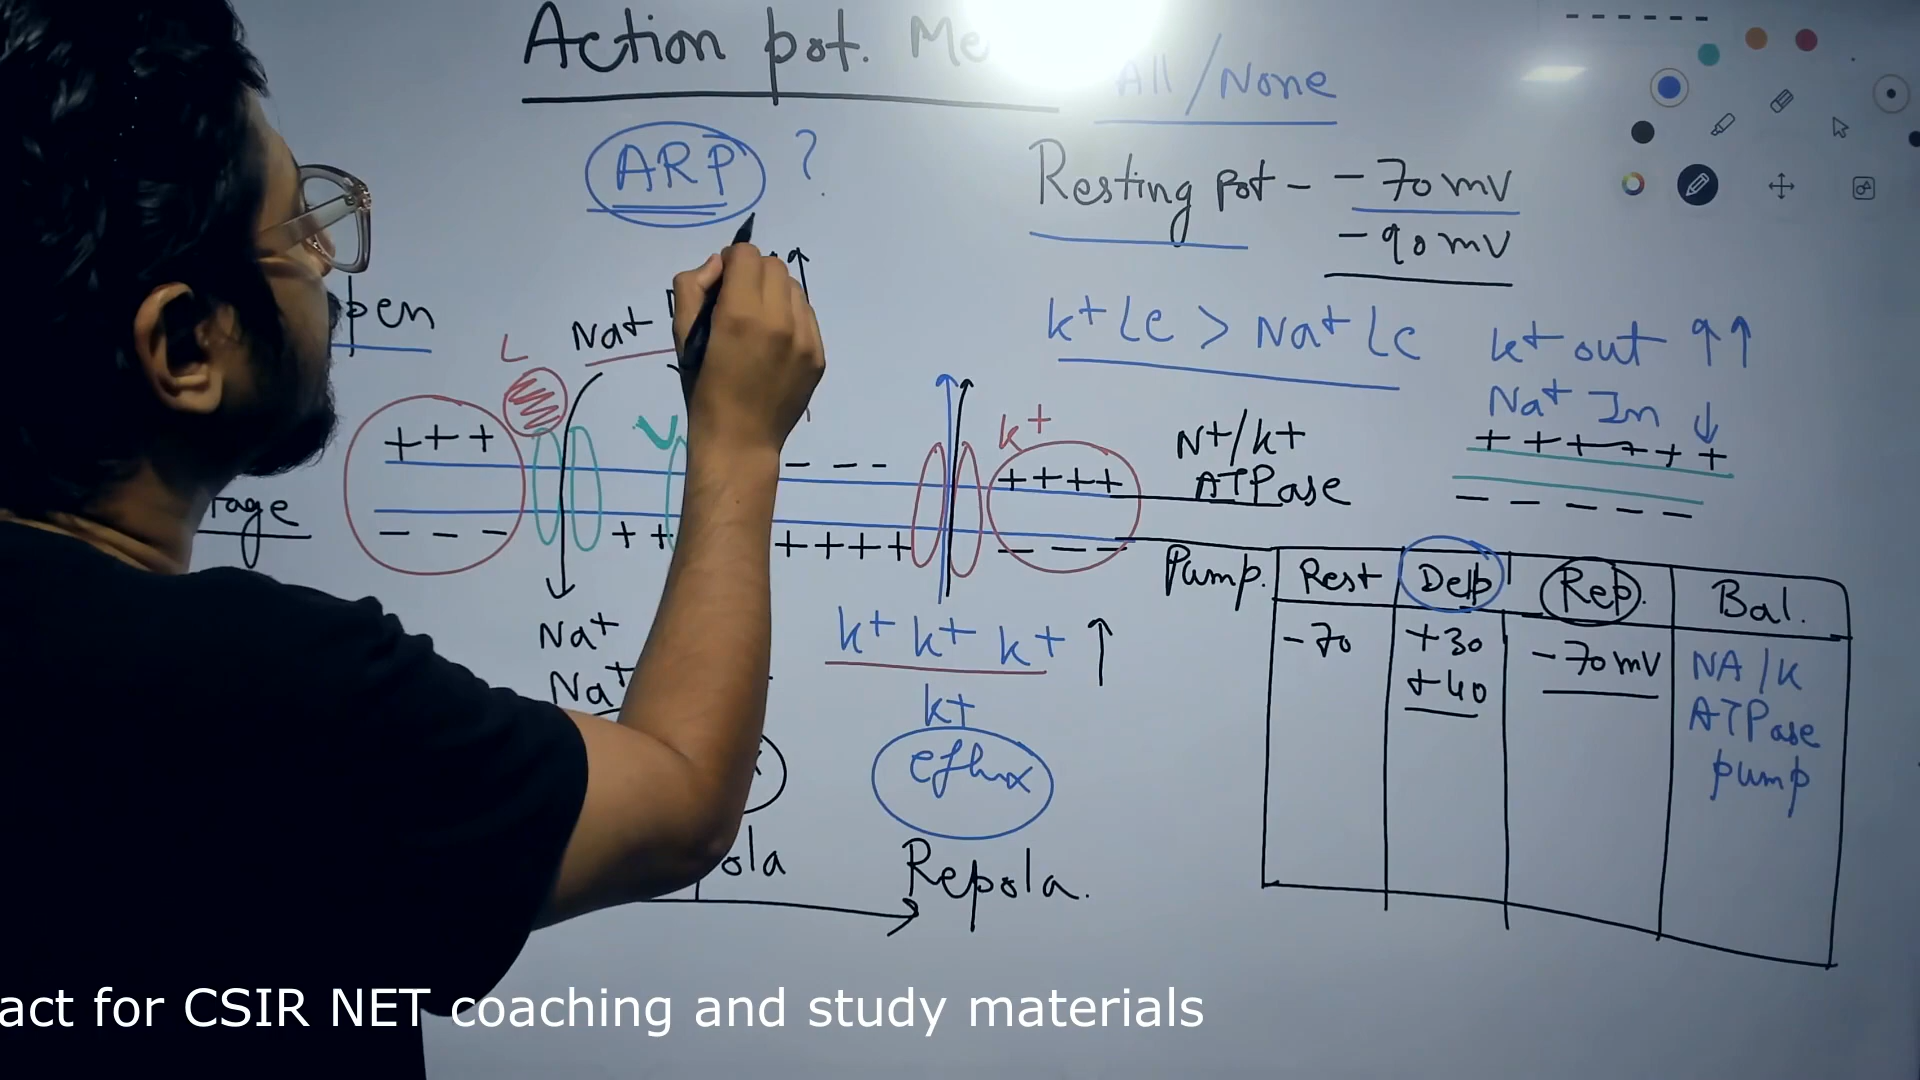 Action pot. Me
All / None
ARP ?
Resting pot - - 70 mV
- 90 mV
pen
L
Na+
K+ Lc > Na+ Lc
K+ out ↑↑
Na+ In ↓
+ + +
V
- - -
K+
+ + + +
N+/K+
ATPase
Pump.
+ + + + + +
- - - - - -
rage
- - -
+ +
+ + + +
- - -
Na+
Na+
K+ K+ K+ ↑
K+
efflux
ola
Repola.
Rest Delp Rep. Bal.
-70 +30 -70 mV NA/K
+40 ATPase
pump
act for CSIR NET coaching and study materials